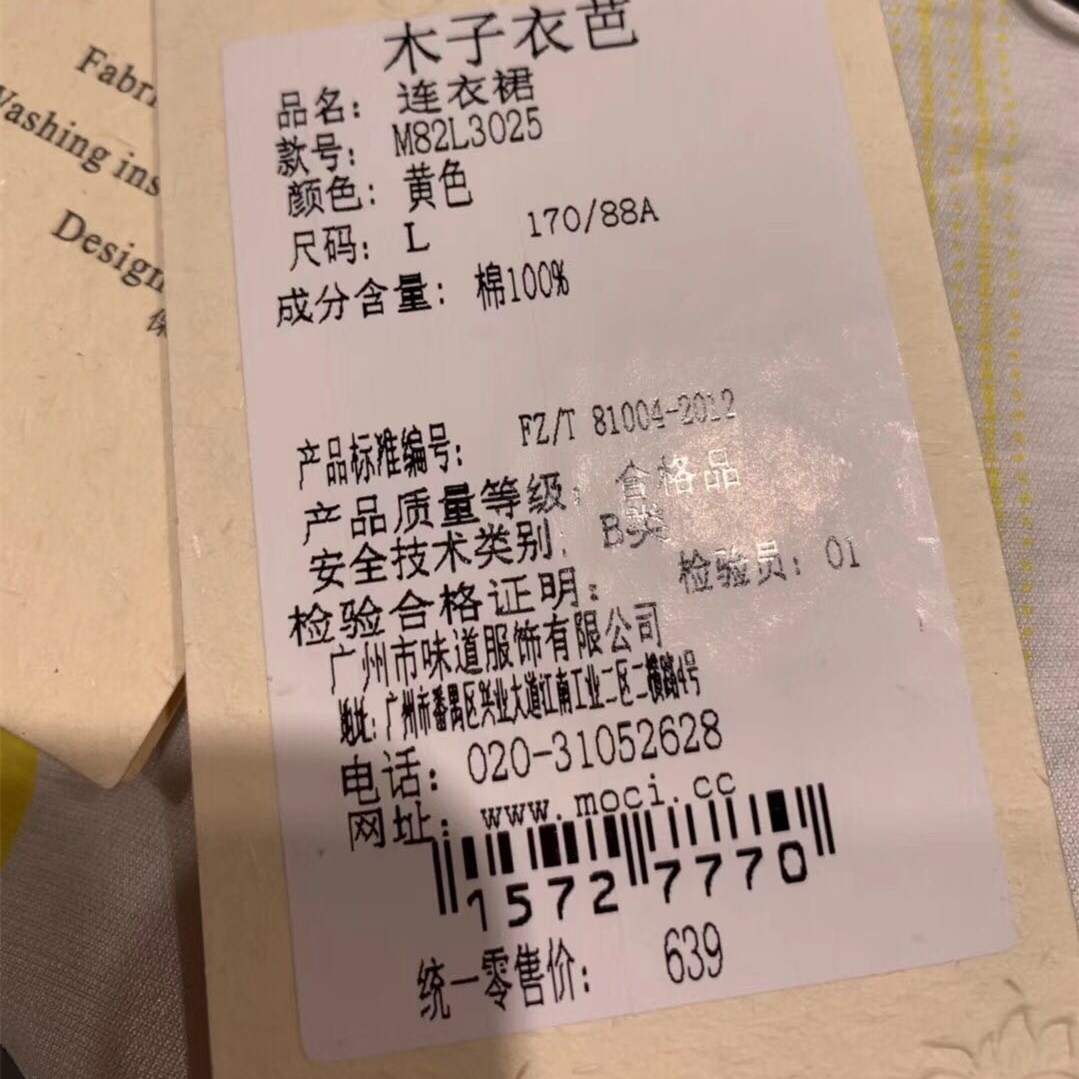 Fabri
Washing ins
Design
木子衣芭
品名: 连衣裙
款号: M82L3025
颜色: 黄色
尺码: L 170/88A
成分含量: 棉100%
产品标准编号: FZ/T 81004-2012
产品质量等级: 合格品
安全技术类别: B类
检验合格证明: 检验员: 01
广州市味道服饰有限公司
地址: 广州市番禺区兴业大道江南工业二区二横路4号
电话: 020-31052628
网址: www.moci.cc
15727770
统一零售价: 639